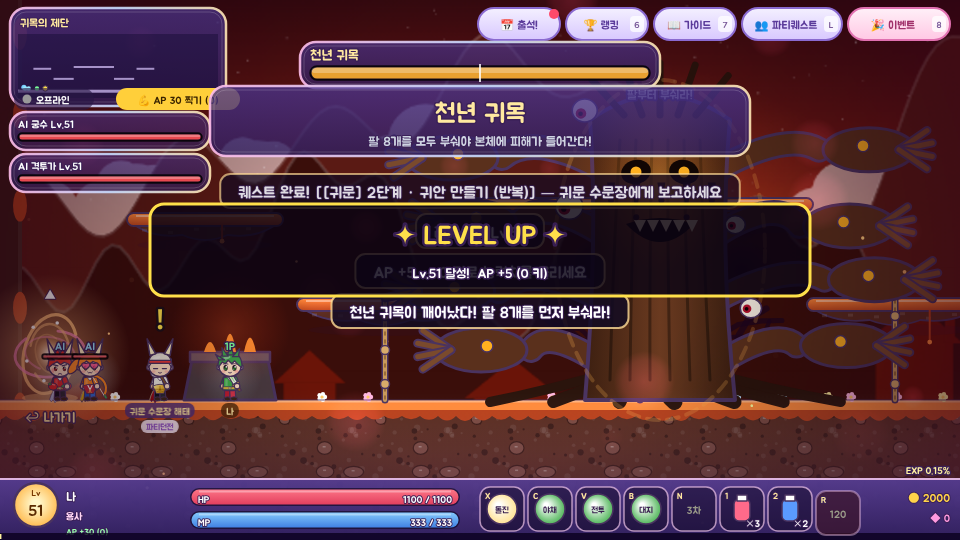 귀목의 제단
📅 출석!
🏆 랭킹 6
📖 가이드 7
👥 파티퀘스트 L
🎉 이벤트 8
오프라인
AP 30 찍기
천년 귀목
AI 궁수 Lv.51
AI 격투가 Lv.51
천년 귀목
팔 8개를 모두 부숴야 본체에 피해가 들어간다!
퀘스트 완료! [[귀문] 2단계 · 귀안 만들기 (반복)] — 귀문 수문장에게 보고하세요
✦ LEVEL UP ✦
Lv.51 달성! AP +5 (0 키)
천년 귀목이 깨어났다! 팔 8개를 먼저 부숴라!
AI
AI
!
1P
↩ 나가기
귀문 수문장 해태
파티던전
나
EXP 0.15%
Lv
51
나
용사
AP +30 (0)
HP 1100 / 1100
MP 333 / 333
X 돌진
C 야채
V 전투
B 대지
N 3차
1 ×3
2 ×2
R 120
2000
0